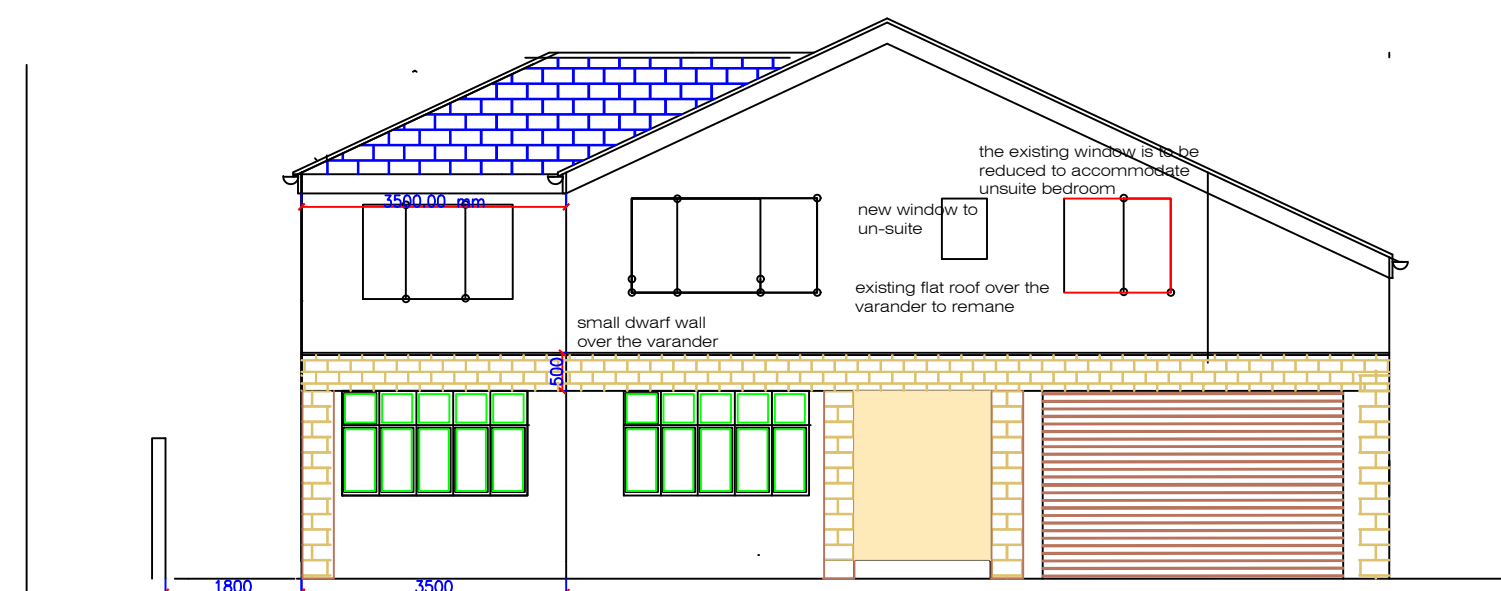 the existing window is to be
reduced to accommodate
unsuite bedroom
3500.00 mm
new window to
un-suite
existing flat roof over the
varander to remane
small dwarf wall
over the varander
500
1800
3500